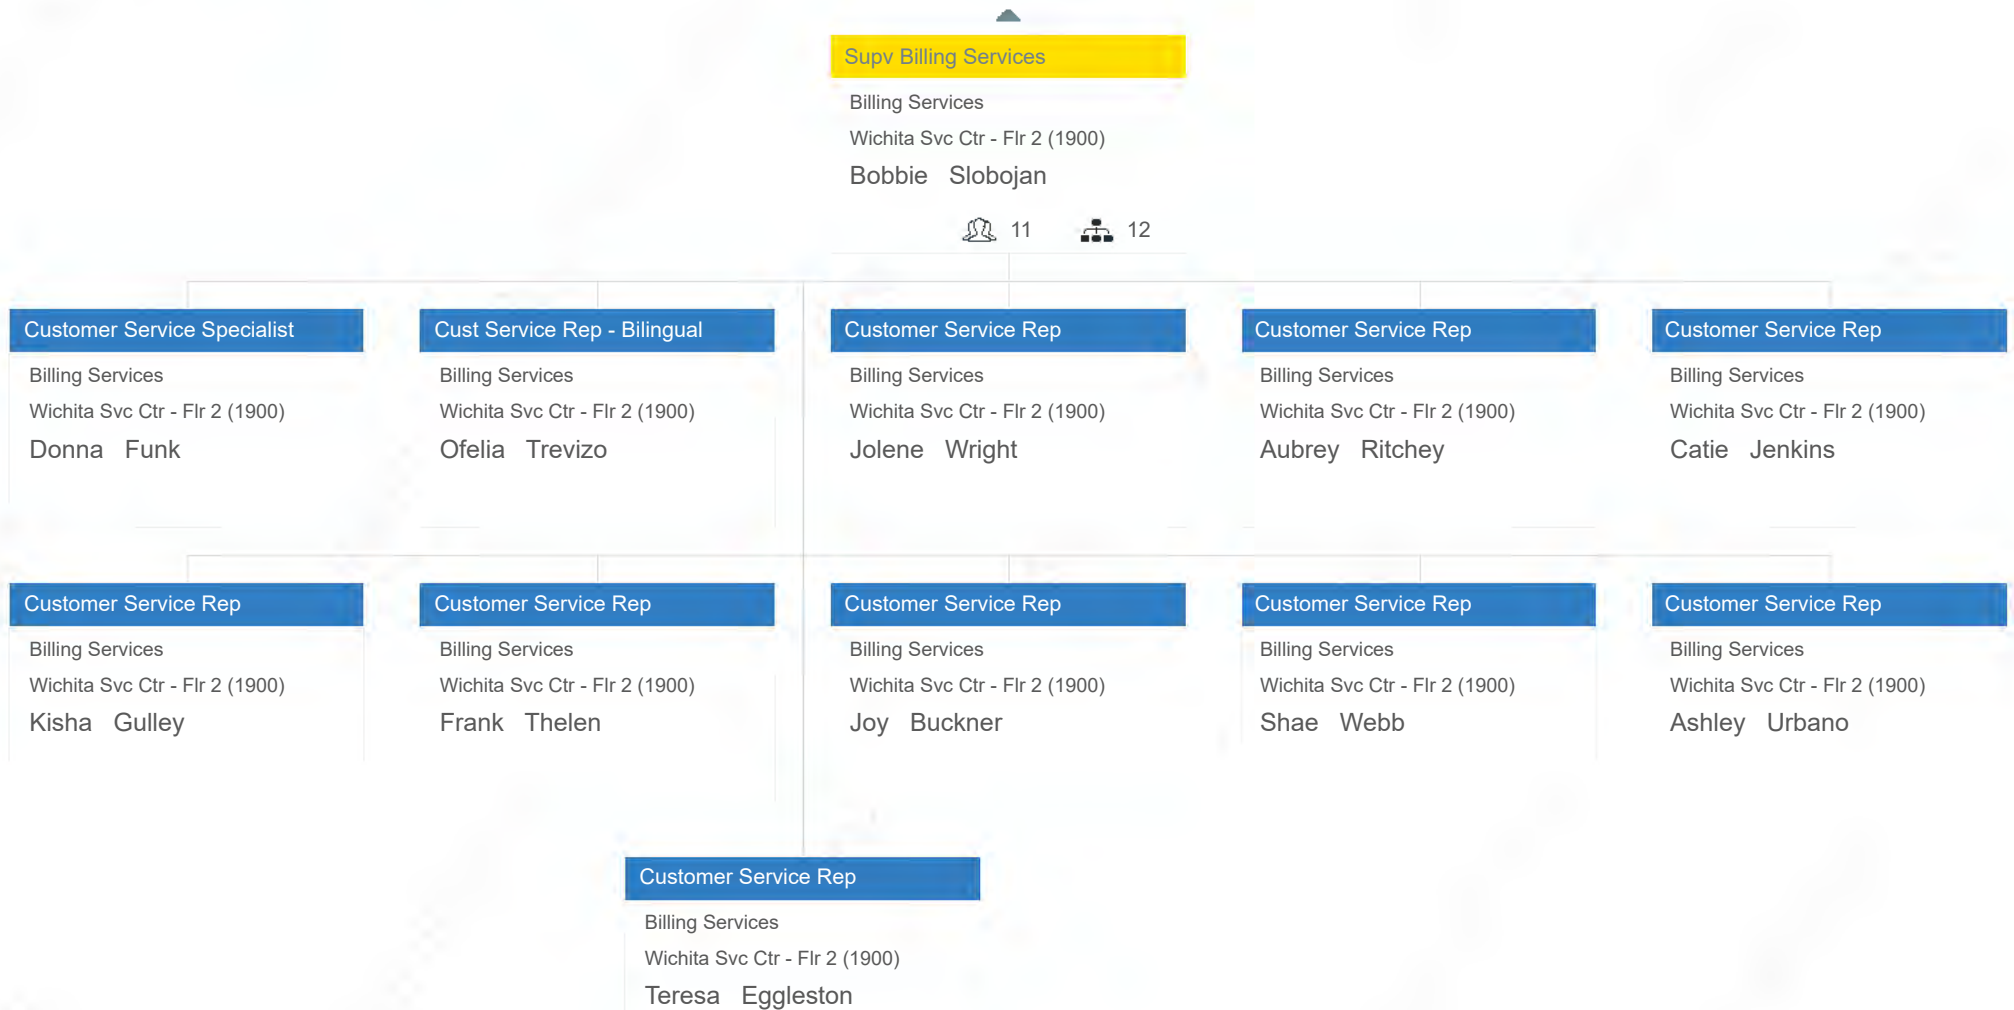 Supv Billing Services
Billing Services
Wichita Svc Ctr - Flr 2 (1900)
Bobbie Slobojan
11 12
Customer Service Specialist
Billing Services
Wichita Svc Ctr - Flr 2 (1900)
Donna Funk
Cust Service Rep - Bilingual
Billing Services
Wichita Svc Ctr - Flr 2 (1900)
Ofelia Trevizo
Customer Service Rep
Billing Services
Wichita Svc Ctr - Flr 2 (1900)
Jolene Wright
Customer Service Rep
Billing Services
Wichita Svc Ctr - Flr 2 (1900)
Aubrey Ritchey
Customer Service Rep
Billing Services
Wichita Svc Ctr - Flr 2 (1900)
Catie Jenkins
Customer Service Rep
Billing Services
Wichita Svc Ctr - Flr 2 (1900)
Kisha Gulley
Customer Service Rep
Billing Services
Wichita Svc Ctr - Flr 2 (1900)
Frank Thelen
Customer Service Rep
Billing Services
Wichita Svc Ctr - Flr 2 (1900)
Joy Buckner
Customer Service Rep
Billing Services
Wichita Svc Ctr - Flr 2 (1900)
Shae Webb
Customer Service Rep
Billing Services
Wichita Svc Ctr - Flr 2 (1900)
Ashley Urbano
Customer Service Rep
Billing Services
Wichita Svc Ctr - Flr 2 (1900)
Teresa Eggleston